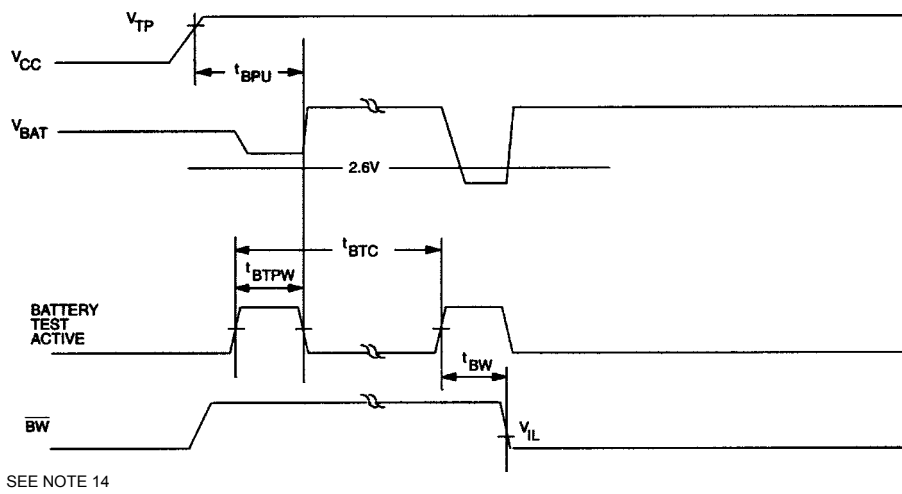 VTP
VCC
tBPU
VBAT
2.6V
tBTC
tBTPW
BATTERY
TEST
ACTIVE
tBW
BW
VIL
SEE NOTE 14